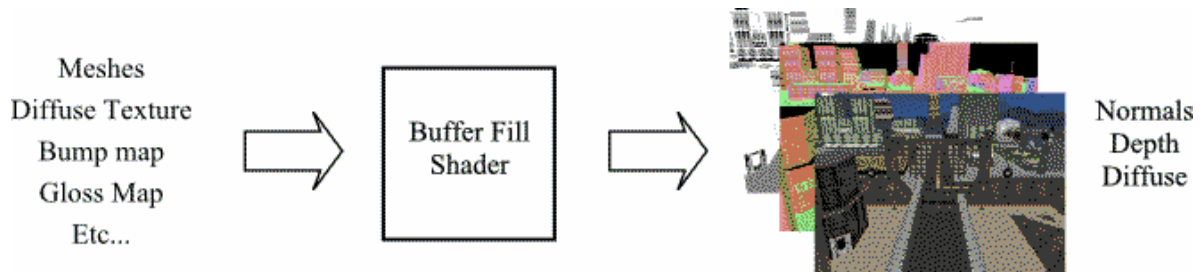 Meshes
Diffuse Texture
Bump map
Gloss Map
Etc...
Buffer Fill
Shader
Normals
Depth
Diffuse